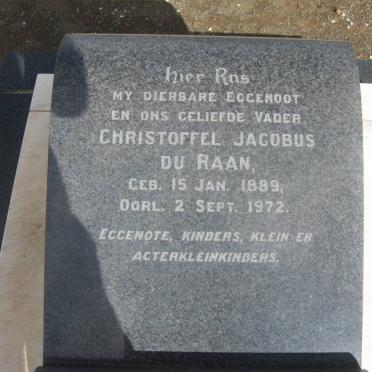 Hier Rus
MY DIERBARE EGGENOOT
EN ONS GELIEFDE VADER
CHRISTOFFEL JACOBUS
DU RAAN,
GEB. 15 JAN. 1889,
OORL. 2 SEPT. 1972.
EGGENOTE, KINDERS, KLEIN EN
AGTERKLEINKINDERS.